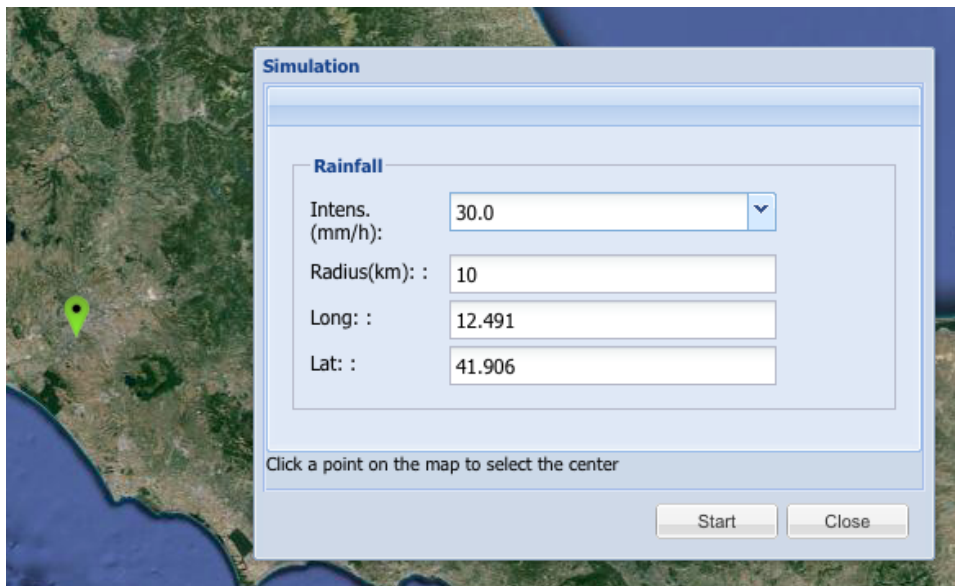 Simulation
Rainfall
Intens.
(mm/h):
30.0
Radius(km): :
10
Long: :
12.491
Lat: :
41.906
Click a point on the map to select the center
Start
Close